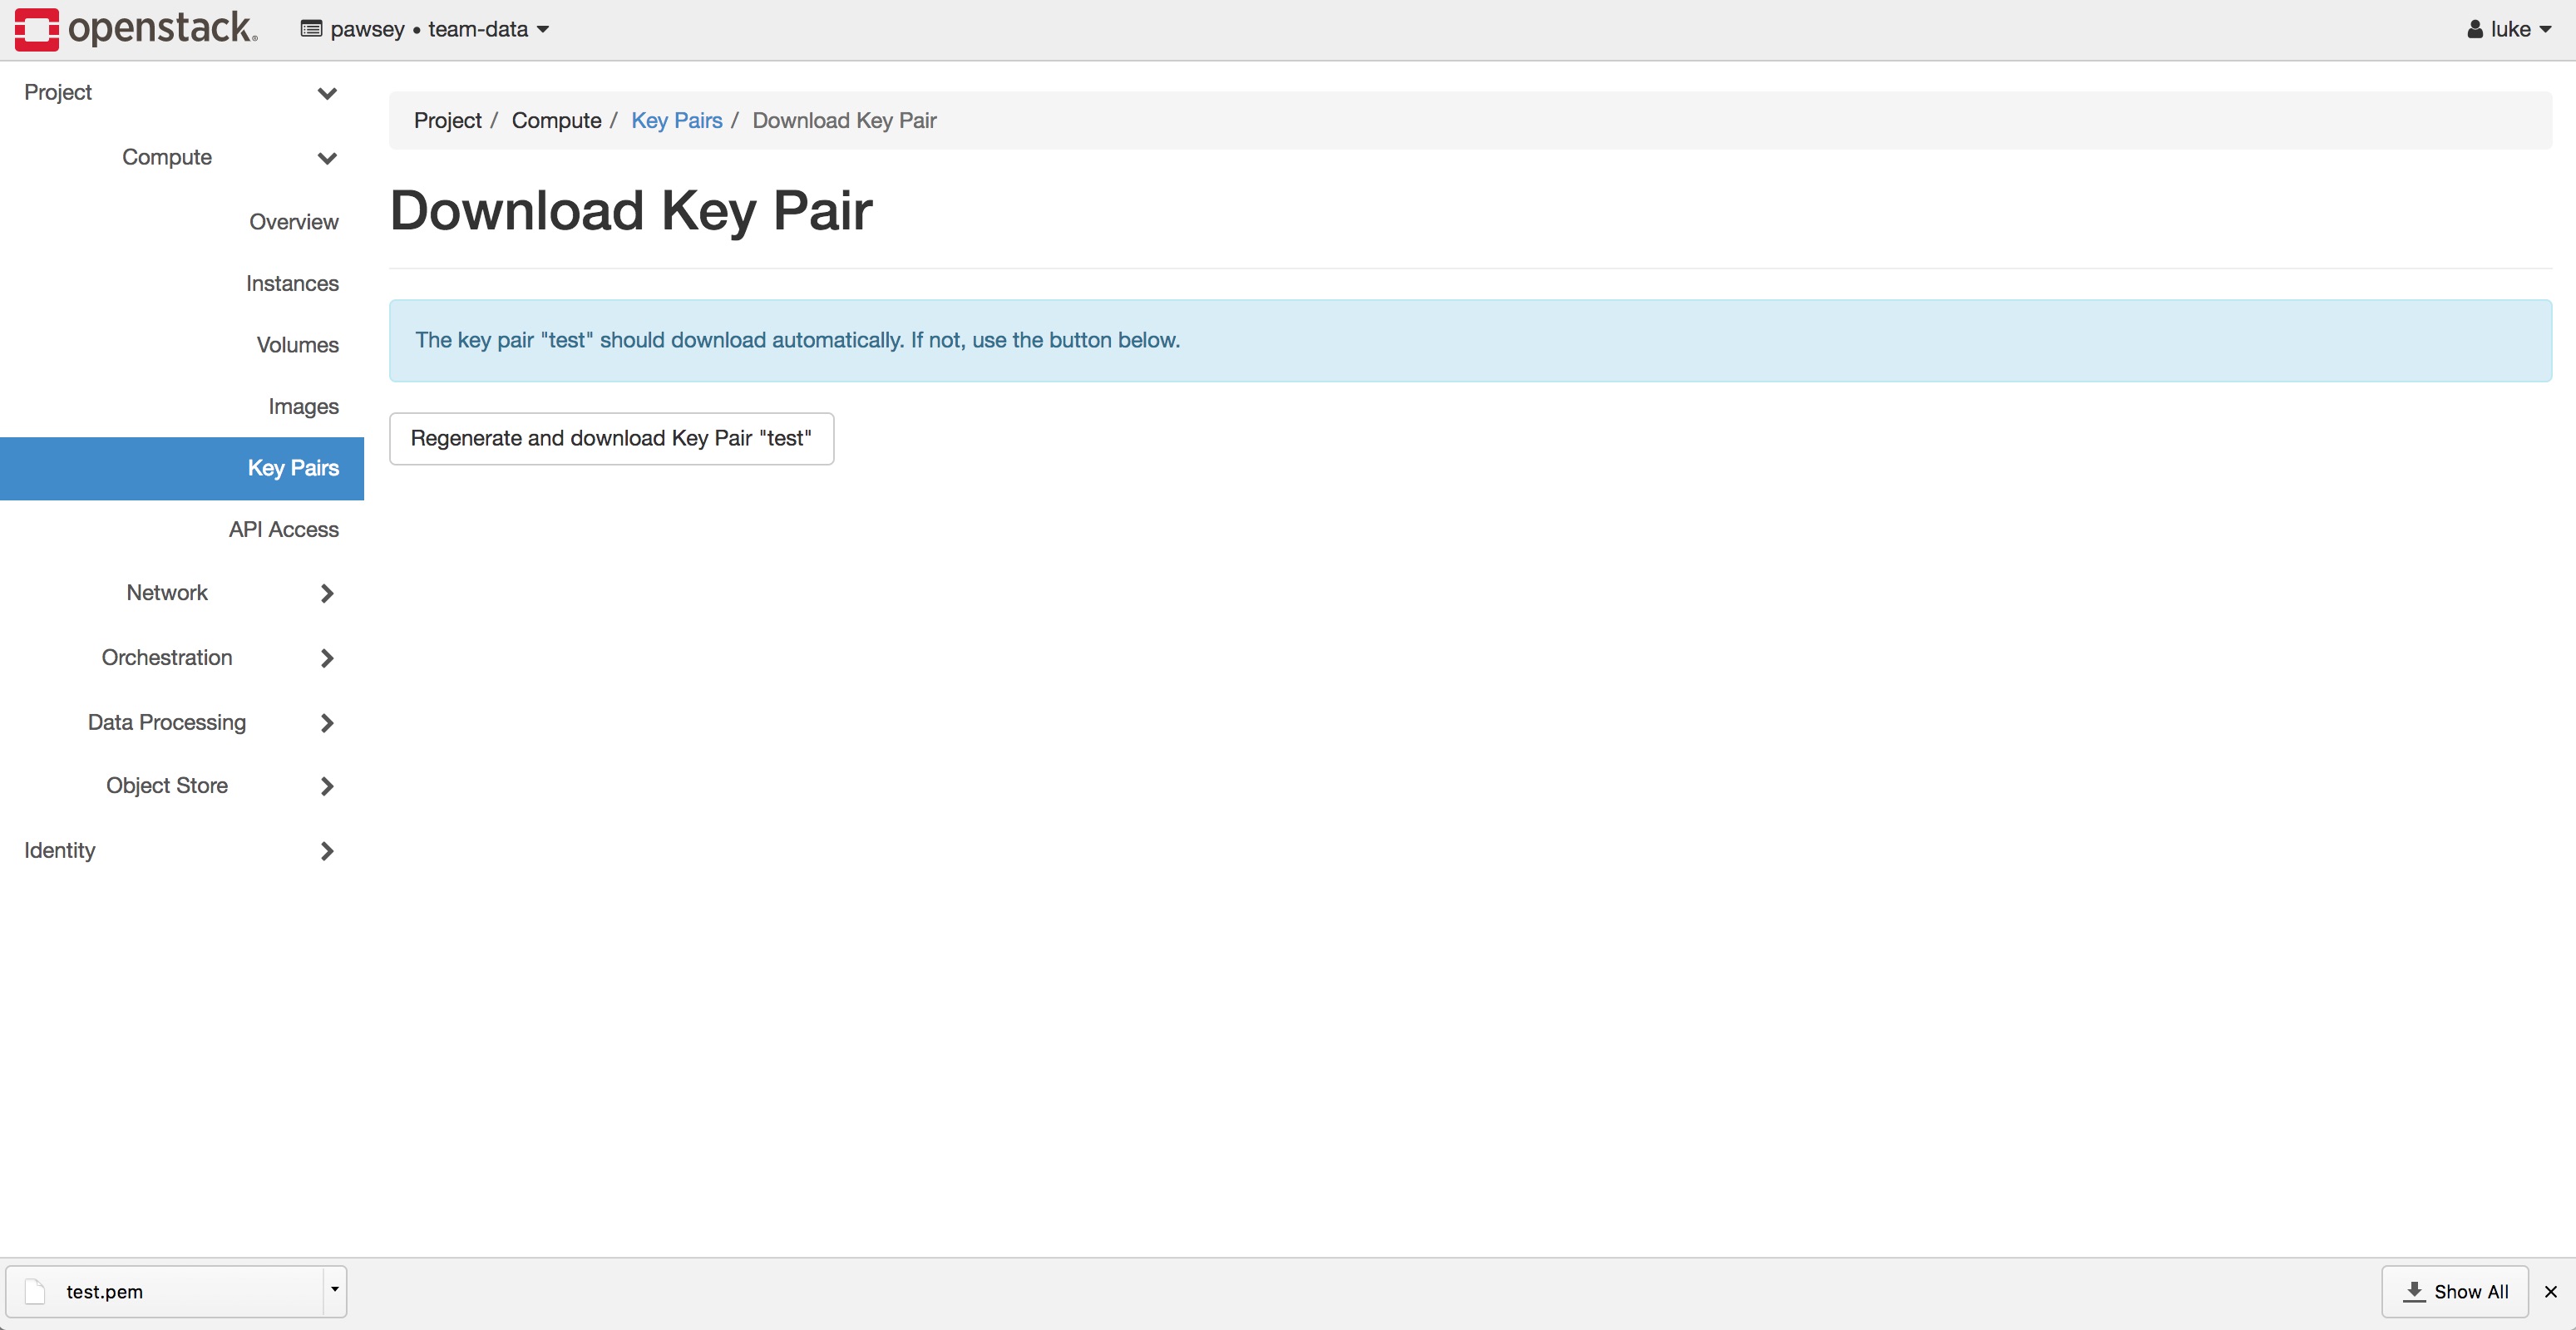 openstack.
pawsey • team-data
luke
Project
Compute
Overview
Instances
Volumes
Images
Key Pairs
API Access
Network
Orchestration
Data Processing
Object Store
Identity
Project / Compute / Key Pairs / Download Key Pair
Download Key Pair
The key pair "test" should download automatically. If not, use the button below.
Regenerate and download Key Pair "test"
test.pem
Show All